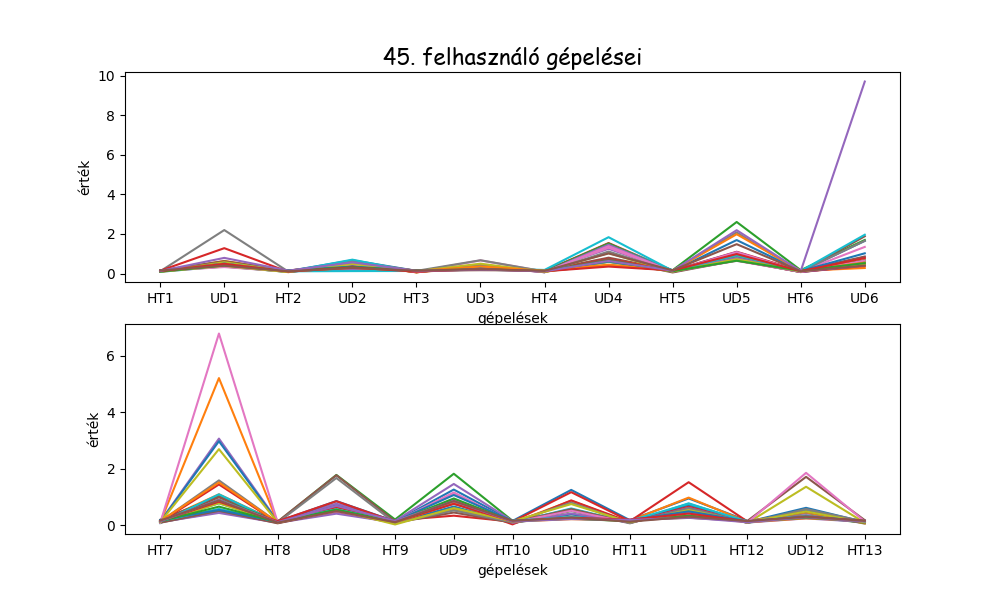 45. felhasználó gépelései
10
8
6
4
2
0
érték
HT1 UD1 HT2 UD2 HT3 UD3 HT4 UD4 HT5 UD5 HT6 UD6
gépelések
6
4
2
0
érték
HT7 UD7 HT8 UD8 HT9 UD9 HT10 UD10 HT11 UD11 HT12 UD12 HT13
gépelések